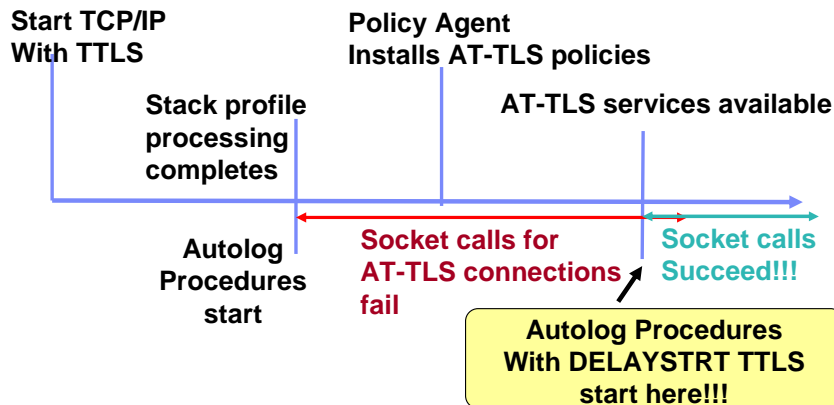 Start TCP/IP
With TTLS
Policy Agent
Installs AT-TLS policies
Stack profile
processing
completes
AT-TLS services available
Autolog
Procedures
start
Socket calls for
AT-TLS connections
fail
Socket calls
Succeed!!!
Autolog Procedures
With DELAYSTRT TTLS
start here!!!